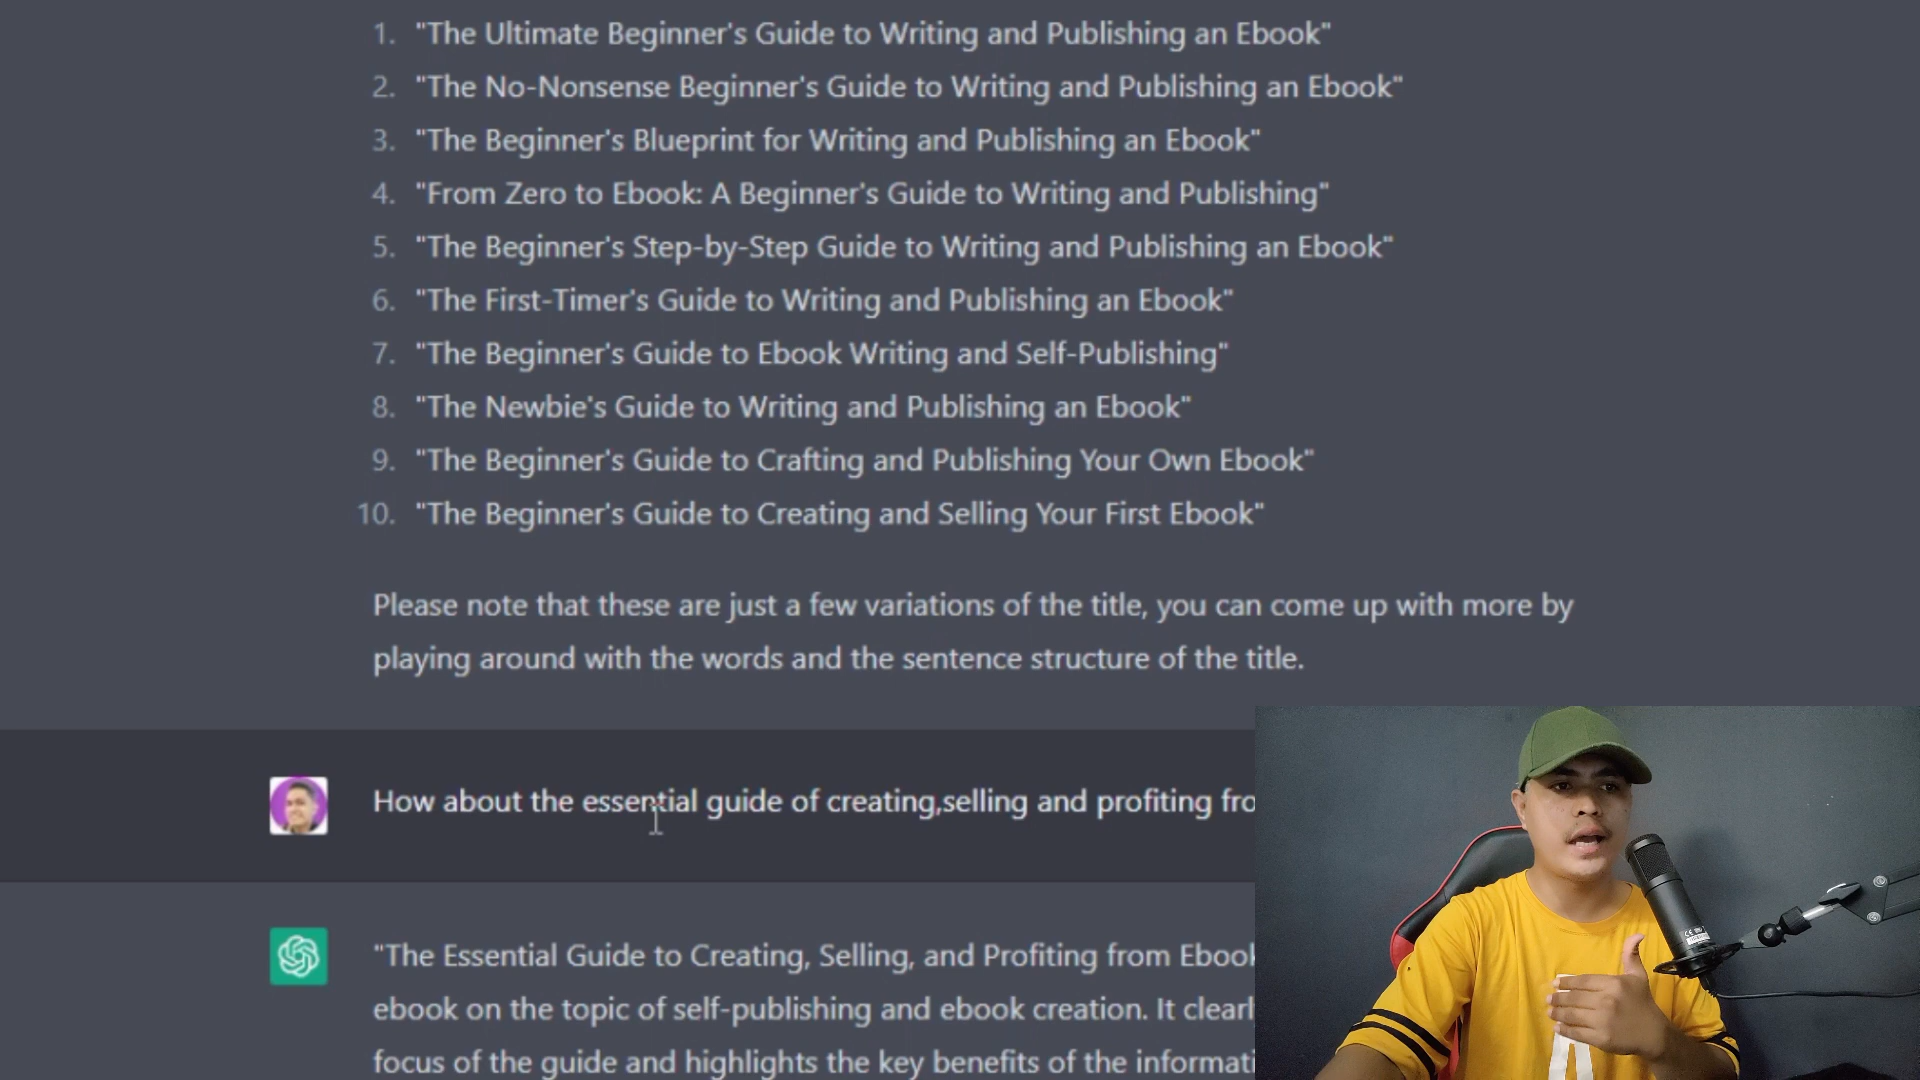 1. "The Ultimate Beginner's Guide to Writing and Publishing an Ebook"
2. "The No-Nonsense Beginner's Guide to Writing and Publishing an Ebook"
3. "The Beginner's Blueprint for Writing and Publishing an Ebook"
4. "From Zero to Ebook: A Beginner's Guide to Writing and Publishing"
5. "The Beginner's Step-by-Step Guide to Writing and Publishing an Ebook"
6. "The First-Timer's Guide to Writing and Publishing an Ebook"
7. "The Beginner's Guide to Ebook Writing and Self-Publishing"
8. "The Newbie's Guide to Writing and Publishing an Ebook"
9. "The Beginner's Guide to Crafting and Publishing Your Own Ebook"
10. "The Beginner's Guide to Creating and Selling Your First Ebook"
Please note that these are just a few variations of the title, you can come up with more by
playing around with the words and the sentence structure of the title.
How about the essential guide of creating,selling and profiting fro
"The Essential Guide to Creating, Selling, and Profiting from Ebook
ebook on the topic of self-publishing and ebook creation. It clearl
focus of the guide and highlights the key benefits of the informati